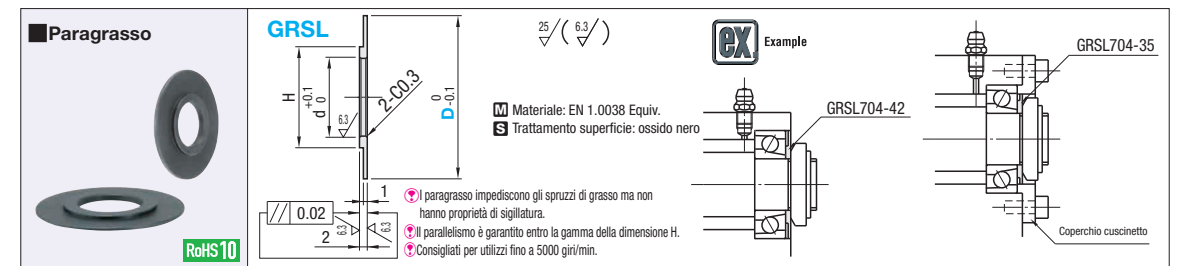 ■Paragrasso
RoHS10
GRSL
25 ( 6.3 )
H
d +0.1 0
6.3
2-C0.3
D 0 -0.1
1
// 0.02
6.3
6.3
2
M Materiale: EN 1.0038 Equiv.
S Trattamento superficie: ossido nero
I paragrasso impediscono gli spruzzi di grasso ma non
hanno proprietà di sigillatura.
Il parallelismo è garantito entro la gamma della dimensione H.
Consigliati per utilizzi fino a 5000 giri/min.
ex. Example
GRSL704-42
GRSL704-35
Coperchio cuscinetto